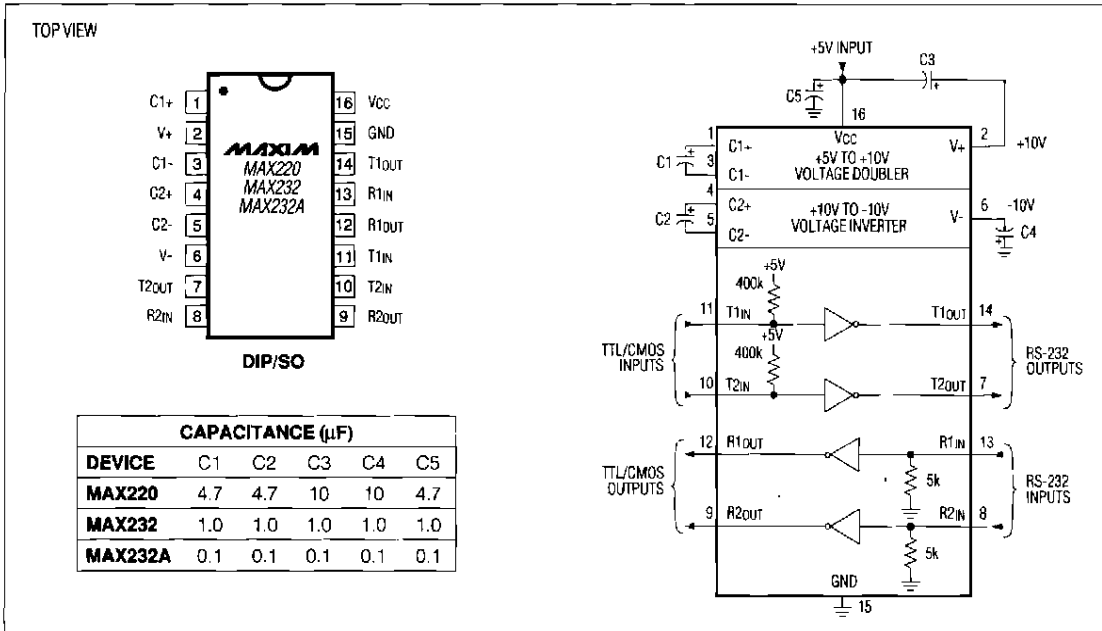 TOP VIEW
C1+ 1
V+ 2
C1- 3
C2+ 4
C2- 5
V- 6
T2OUT 7
R2IN 8
MAXIM
MAX220
MAX232
MAX232A
16 VCC
15 GND
14 T1OUT
13 R1IN
12 R1OUT
11 T1IN
10 T2IN
9 R2OUT
DIP/SO
CAPACITANCE (µF)
DEVICE C1 C2 C3 C4 C5
MAX220 4.7 4.7 10 10 4.7
MAX232 1.0 1.0 1.0 1.0 1.0
MAX232A 0.1 0.1 0.1 0.1 0.1
+5V INPUT
C3
+
C5
+
16
VCC
1
C1+
C1
+
3
C1-
+5V TO +10V
VOLTAGE DOUBLER
V+
2
+10V
4
C2+
C2
+
5
C2-
+10V TO -10V
VOLTAGE INVERTER
V-
6
-10V
+
C4
+5V
400k
11 T1IN
T1OUT 14
+5V
400k
TTL/CMOS
INPUTS
RS-232
OUTPUTS
10 T2IN
T2OUT 7
12 R1OUT
R1IN 13
5k
TTL/CMOS
OUTPUTS
RS-232
INPUTS
9 R2OUT
R2IN 8
5k
GND
15